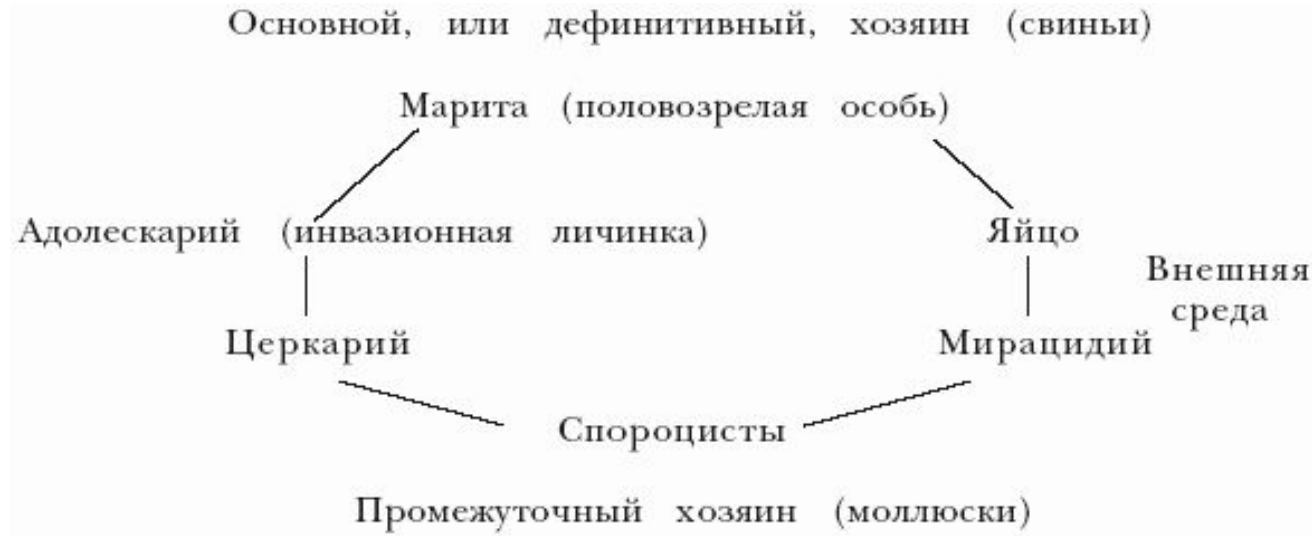 Основной, или дефинитивный, хозяин (свиньи)
Марита (половозрелая особь)
Адолескарий (инвазионная личинка)
Яйцо
Внешняя
среда
Церкарий
Мирацидий
Спороцисты
Промежуточный хозяин (моллюски)